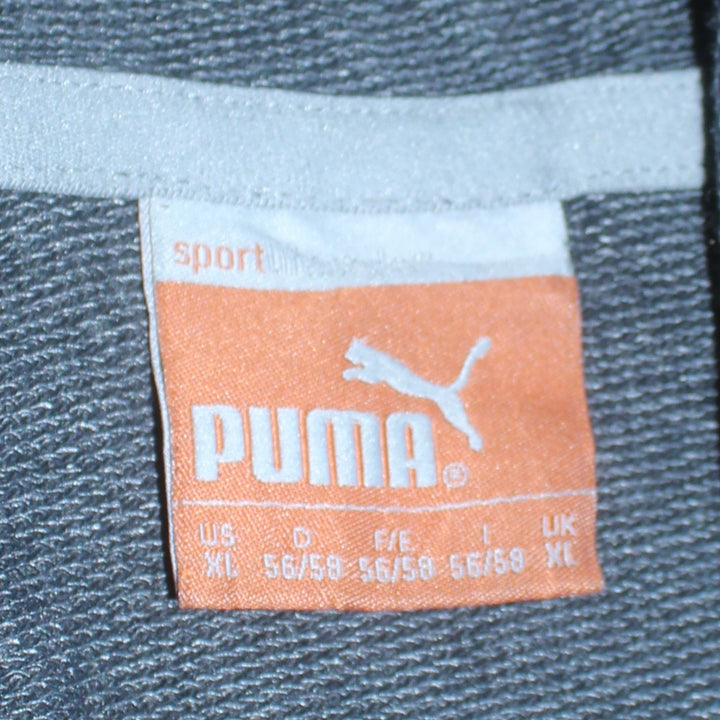 sport
PUMA®
US D F/E I UK
XL 56/58 56/58 56/58 XL